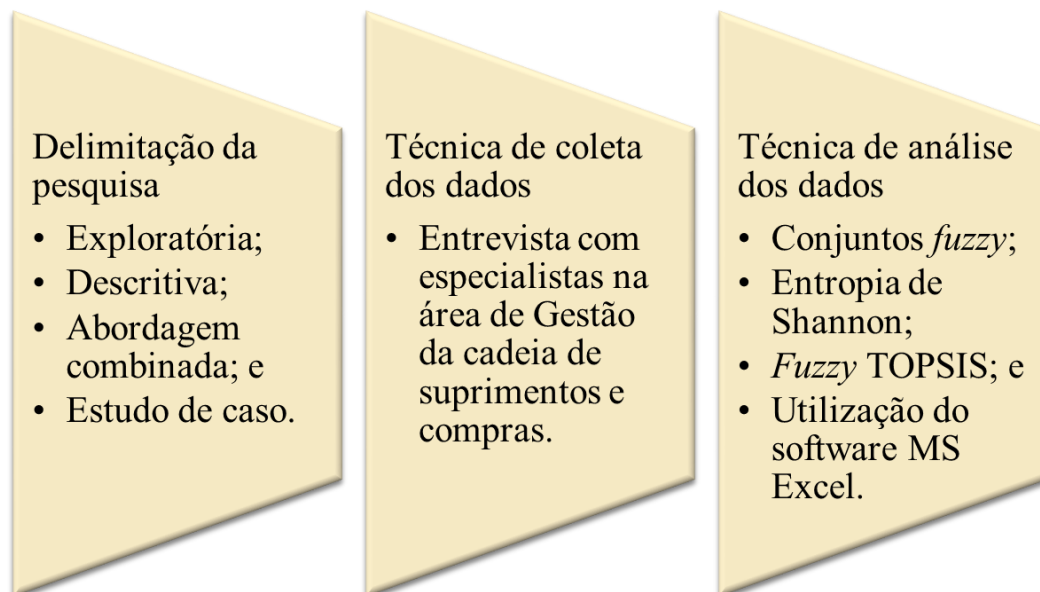 Delimitação da
pesquisa
• Exploratória;
• Descritiva;
• Abordagem
combinada; e
• Estudo de caso.
Técnica de coleta
dos dados
• Entrevista com
especialistas na
área de Gestão
da cadeia de
suprimentos e
compras.
Técnica de análise
dos dados
• Conjuntos fuzzy;
• Entropia de
Shannon;
• Fuzzy TOPSIS; e
• Utilização do
software MS
Excel.